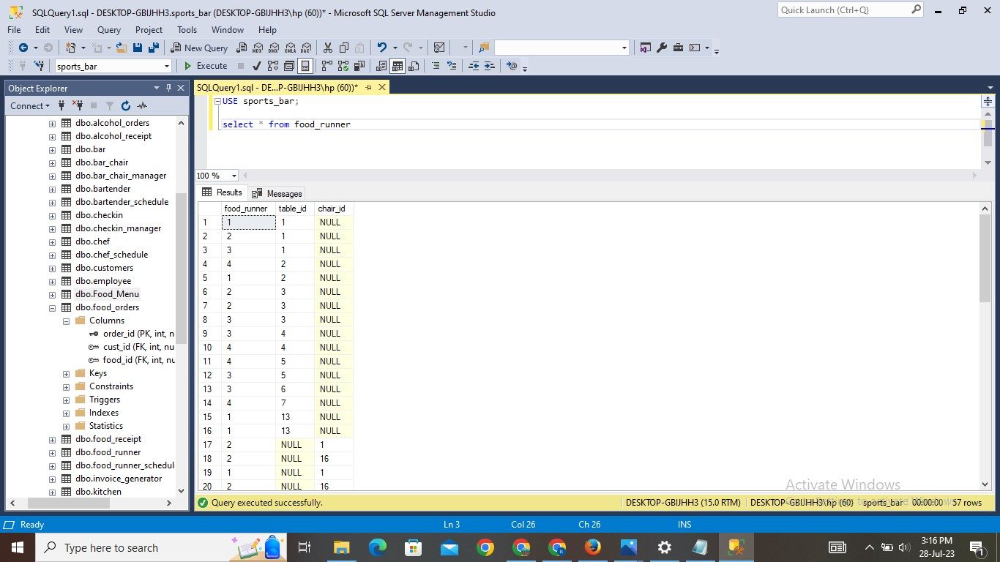 SQLQuery1.sql - DESKTOP-GBIJHH3.sports_bar (DESKTOP-GBIJHH3\hp (60))* - Microsoft SQL Server Management Studio
Quick Launch (Ctrl+Q)
File Edit View Query Project Tools Window Help
New Query MDX DMX XMLA DAX
sports_bar Execute
Object Explorer
Connect
dbo.alcohol_orders
dbo.alcohol_receipt
dbo.bar
dbo.bar_chair
dbo.bar_chair_manager
dbo.bartender
dbo.bartender_schedule
dbo.checkin
dbo.checkin_manager
dbo.chef
dbo.chef_schedule
dbo.customers
dbo.employee
dbo.Food_Menu
dbo.food_orders
Columns
order_id (PK, int, n
cust_id (FK, int, nu
food_id (FK, int, nu
Keys
Constraints
Triggers
Indexes
Statistics
dbo.food_receipt
dbo.food_runner
dbo.food_runner_schedul
dbo.invoice_generator
dbo.kitchen
SQLQuery1.sql - DE...P-GBIJHH3\hp (60))*
USE sports_bar;
select * from food_runner
100 %
Results Messages
food_runner table_id chair_id
1 1 1 NULL
2 2 1 NULL
3 3 1 NULL
4 4 2 NULL
5 1 2 NULL
6 2 3 NULL
7 2 3 NULL
8 3 3 NULL
9 3 4 NULL
10 4 4 NULL
11 4 5 NULL
12 3 5 NULL
13 3 6 NULL
14 4 7 NULL
15 1 13 NULL
16 1 13 NULL
17 2 NULL 1
18 2 NULL 16
19 1 NULL 1
20 2 NULL 16
Activate Windows
Go to Settings to activate Windows.
Query executed successfully. DESKTOP-GBIJHH3 (15.0 RTM) DESKTOP-GBIJHH3\hp (60) sports_bar 00:00:00 57 rows
Ready Ln 3 Col 26 Ch 26 INS
Type here to search
3:16 PM
28-Jul-23
1